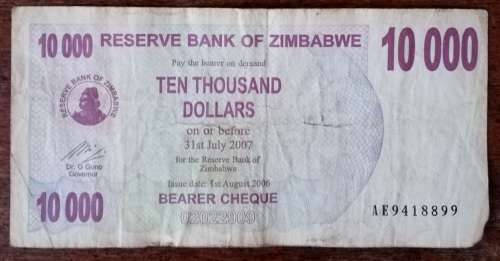 10 000 RESERVE BANK OF ZIMBABWE 10 000
Pay the bearer on demand
TEN THOUSAND
DOLLARS
on or before
31st July 2007
for the Reserve Bank of
Zimbabwe
Issue date: 1st August 2006
BEARER CHEQUE
RESERVE BANK OF ZIMBABWE
Dr. G Gono
Governor
10 000
AE9418899